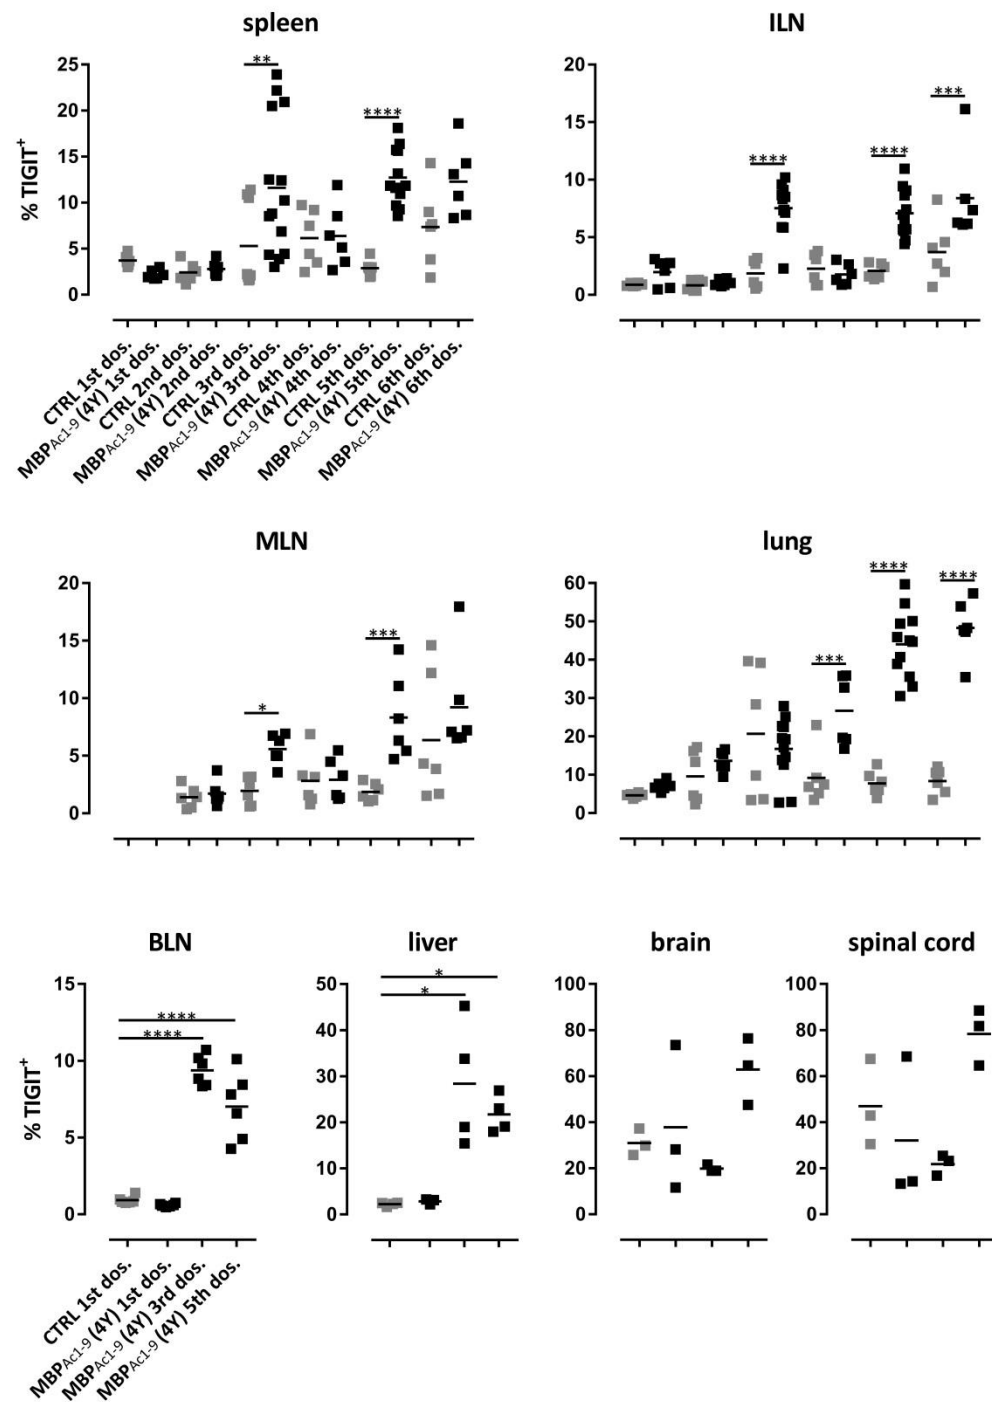 spleen
ILN
% TIGIT+
25
20
15
10
5
0
**
****
20
15
10
5
0
****
****
***
CTRL 1st dos.
MBPAc1-9 (4Y) 1st dos.
CTRL 2nd dos.
MBPAc1-9 (4Y) 2nd dos.
CTRL 3rd dos.
MBPAc1-9 (4Y) 3rd dos.
CTRL 4th dos.
MBPAc1-9 (4Y) 4th dos.
CTRL 5th dos.
MBPAc1-9 (4Y) 5th dos.
CTRL 6th dos.
MBPAc1-9 (4Y) 6th dos.
MLN
lung
20
15
10
5
0
*
***
60
50
40
30
20
10
0
***
****
****
BLN
liver
brain
spinal cord
% TIGIT+
15
10
5
0
****
****
50
40
30
20
10
0
*
*
100
80
60
40
20
0
100
80
60
40
20
0
CTRL 1st dos.
MBPAc1-9 (4Y) 1st dos.
MBPAc1-9 (4Y) 3rd dos.
MBPAc1-9 (4Y) 5th dos.